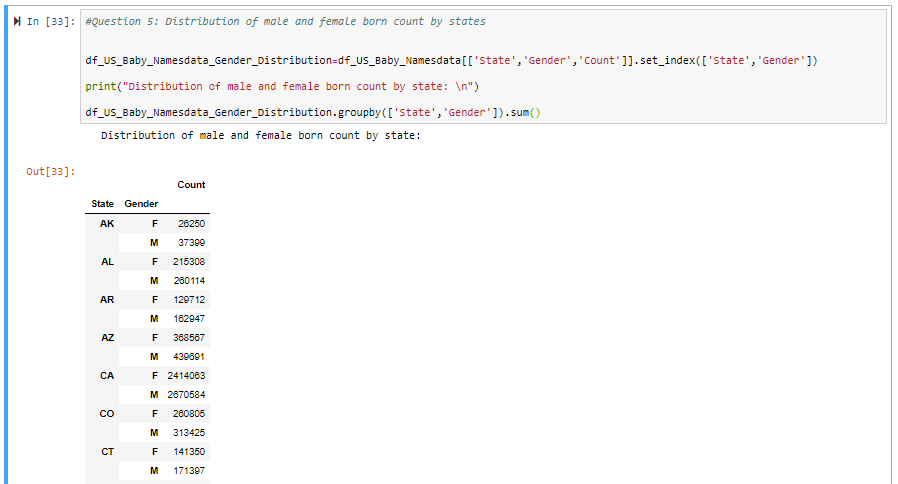 In [33]: #Question 5: Distribution of male and female born count by states
df_US_Baby_Namesdata_Gender_Distribution=df_US_Baby_Namesdata[['State','Gender','Count']].set_index(['State','Gender'])
print("Distribution of male and female born count by state: \n")
df_US_Baby_Namesdata_Gender_Distribution.groupby(['State','Gender']).sum()
Distribution of male and female born count by state:
Out[33]:
Count
State Gender
AK F 26250
M 37399
AL F 215308
M 260114
AR F 129712
M 162947
AZ F 368567
M 439691
CA F 2414063
M 2670584
CO F 260805
M 313425
CT F 141350
M 171397